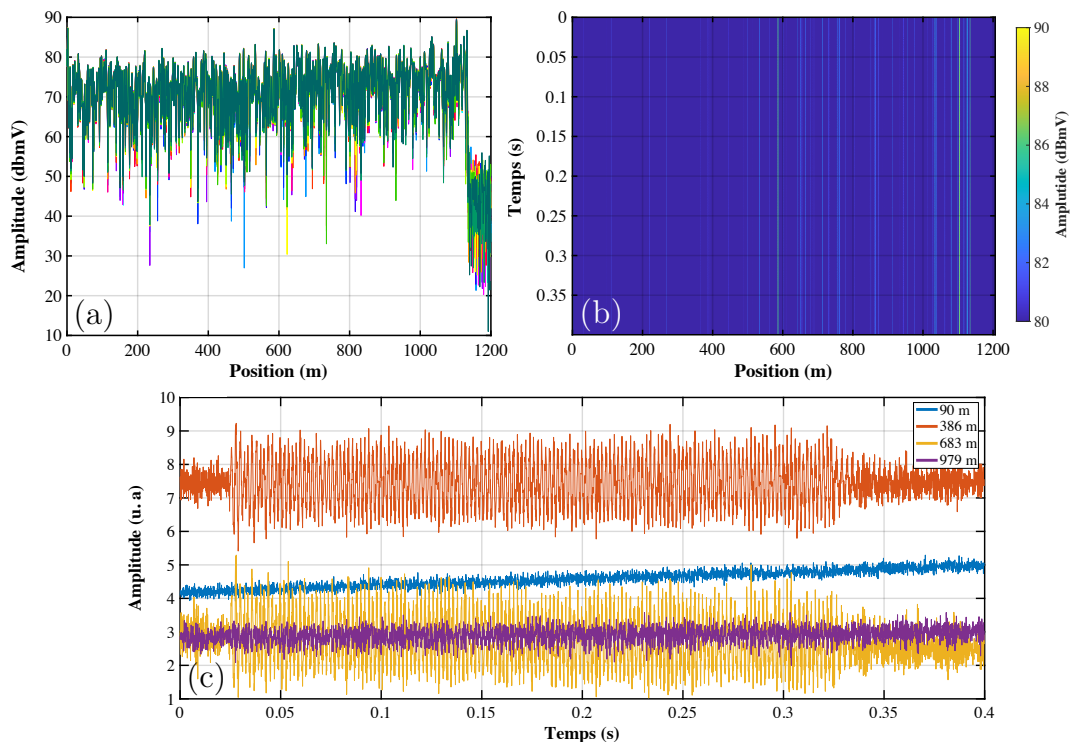 90
80
70
60
50
40
30
20
10
Amplitude (dbmV)
(a)
0 200 400 600 800 1000 1200
Position (m)
0
0.05
0.1
0.15
0.2
0.25
0.3
0.35
Temps (s)
(b)
0 200 400 600 800 1000 1200
Position (m)
90
88
86
84
82
80
Amplutide (dBmV)
10
9
8
7
6
5
4
3
2
1
Amplitude (u. a)
90 m
386 m
683 m
979 m
(c)
0 0.05 0.1 0.15 0.2 0.25 0.3 0.35 0.4
Temps (s)